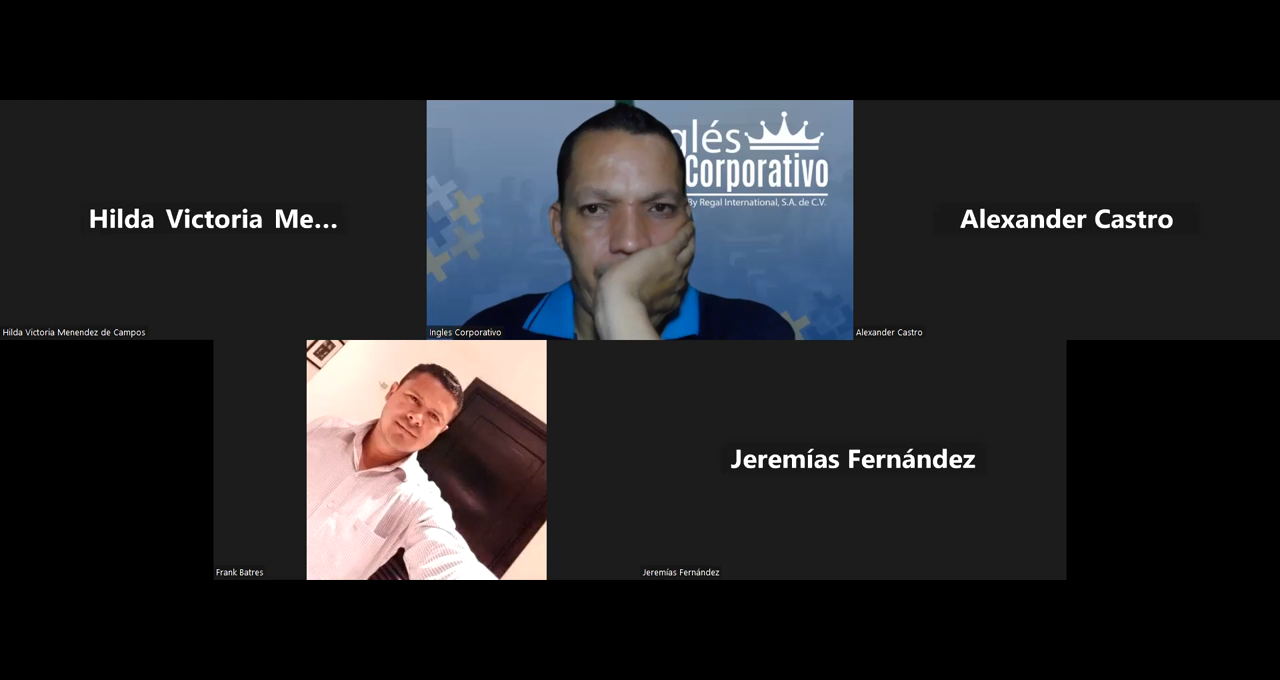 Hilda Victoria Me...
glés
Corporativo
By Regal International, S.A. de C.V.
Alexander Castro
Hilda Victoria Menendez de Campos
Ingles Corporativo
Alexander Castro
Jeremías Fernández
Frank Batres
Jeremías Fernández